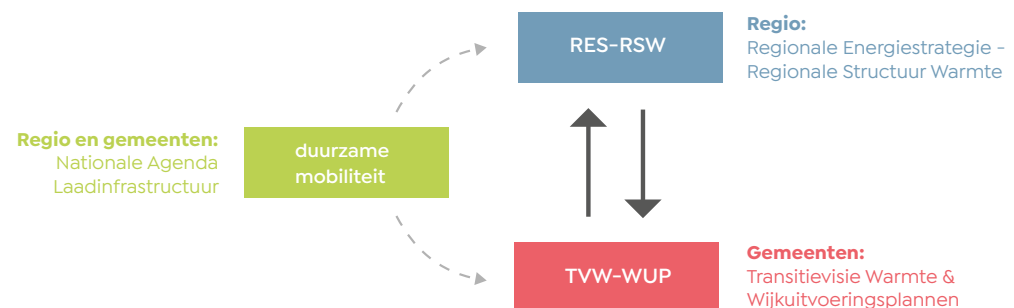 RES-RSW
Regio:
Regionale Energiestrategie -
Regionale Structuur Warmte
Regio en gemeenten:
Nationale Agenda
Laadinfrastructuur
duurzame
mobiliteit
TVW-WUP
Gemeenten:
Transitievisie Warmte &
Wijkuitvoeringsplannen